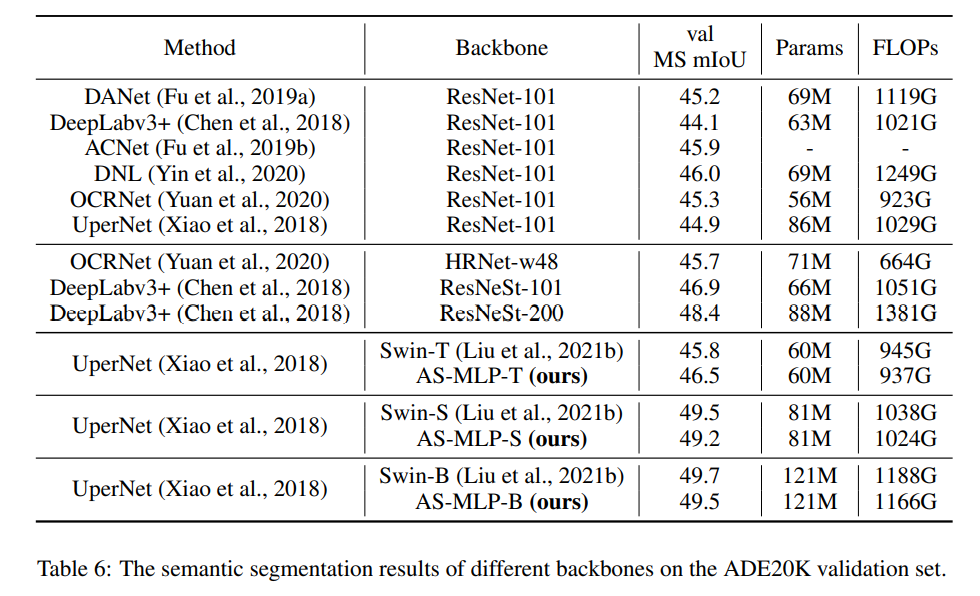 Method Backbone val MS mIoU Params FLOPs
DANet (Fu et al., 2019a) ResNet-101 45.2 69M 1119G
DeepLabv3+ (Chen et al., 2018) ResNet-101 44.1 63M 1021G
ACNet (Fu et al., 2019b) ResNet-101 45.9 - -
DNL (Yin et al., 2020) ResNet-101 46.0 69M 1249G
OCRNet (Yuan et al., 2020) ResNet-101 45.3 56M 923G
UperNet (Xiao et al., 2018) ResNet-101 44.9 86M 1029G
OCRNet (Yuan et al., 2020) HRNet-w48 45.7 71M 664G
DeepLabv3+ (Chen et al., 2018) ResNeSt-101 46.9 66M 1051G
DeepLabv3+ (Chen et al., 2018) ResNeSt-200 48.4 88M 1381G
UperNet (Xiao et al., 2018) Swin-T (Liu et al., 2021b) 45.8 60M 945G
AS-MLP-T (ours) 46.5 60M 937G
UperNet (Xiao et al., 2018) Swin-S (Liu et al., 2021b) 49.5 81M 1038G
AS-MLP-S (ours) 49.2 81M 1024G
UperNet (Xiao et al., 2018) Swin-B (Liu et al., 2021b) 49.7 121M 1188G
AS-MLP-B (ours) 49.5 121M 1166G
Table 6: The semantic segmentation results of different backbones on the ADE20K validation set.